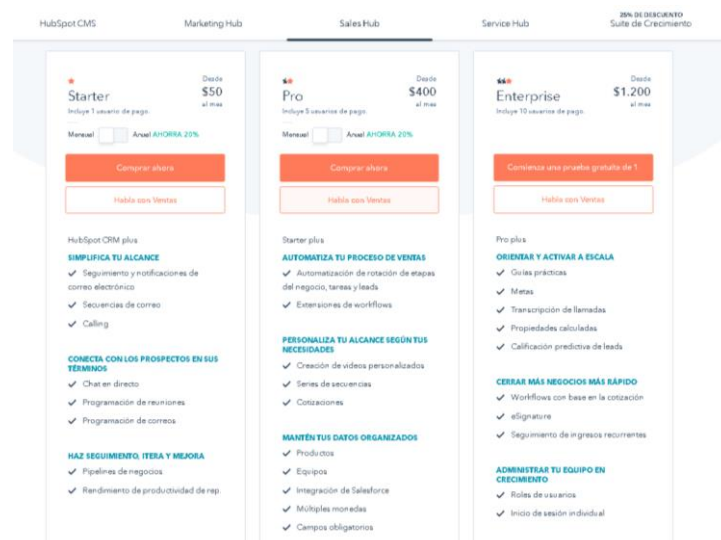 HubSpot CMS
Marketing Hub
Sales Hub
Service Hub
25% DE DESCUENTO
Suite de Crecimiento
Starter
Incluye 1 usuario de pago.
Desde
$50
al mes
Mensual Anual AHORRA 20%
Comprar ahora
Habla con Ventas
HubSpot CRM plus
SIMPLIFICA TU ALCANCE
✓ Seguimiento y notificaciones de
correo electrónico
✓ Secuencias de correo
✓ Calling
CONECTA CON LOS PROSPECTOS EN SUS
TÉRMINOS
✓ Chat en directo
✓ Programación de reuniones
✓ Programación de correos
HAZ SEGUIMIENTO, ITERA Y MEJORA
✓ Pipelines de negocios
✓ Rendimiento de productividad de rep.
Pro
Incluye 5 usuarios de pago.
Desde
$400
al mes
Mensual Anual AHORRA 20%
Comprar ahora
Habla con Ventas
Starter plus
AUTOMATIZA TU PROCESO DE VENTAS
✓ Automatización de rotación de etapas
del negocio, tareas y leads
✓ Extensiones de workflows
PERSONALIZA TU ALCANCE SEGÚN TUS
NECESIDADES
✓ Creación de videos personalizados
✓ Series de secuencias
✓ Cotizaciones
MANTÉN TUS DATOS ORGANIZADOS
✓ Productos
✓ Equipos
✓ Integración de Salesforce
✓ Múltiples monedas
✓ Campos obligatorios
Enterprise
Incluye 10 usuarios de pago.
Desde
$1.200
al mes
Comienza una prueba gratuita de 1
Habla con Ventas
Pro plus
ORIENTAR Y ACTIVAR A ESCALA
✓ Guías prácticas
✓ Metas
✓ Transcripción de llamadas
✓ Propiedades calculadas
✓ Calificación predictiva de leads
CERRAR MÁS NEGOCIOS MÁS RÁPIDO
✓ Workflows con base en la cotización
✓ eSignature
✓ Seguimiento de ingresos recurrentes
ADMINISTRAR TU EQUIPO EN
CRECIMIENTO
✓ Roles de usuarios
✓ Inicio de sesión individual